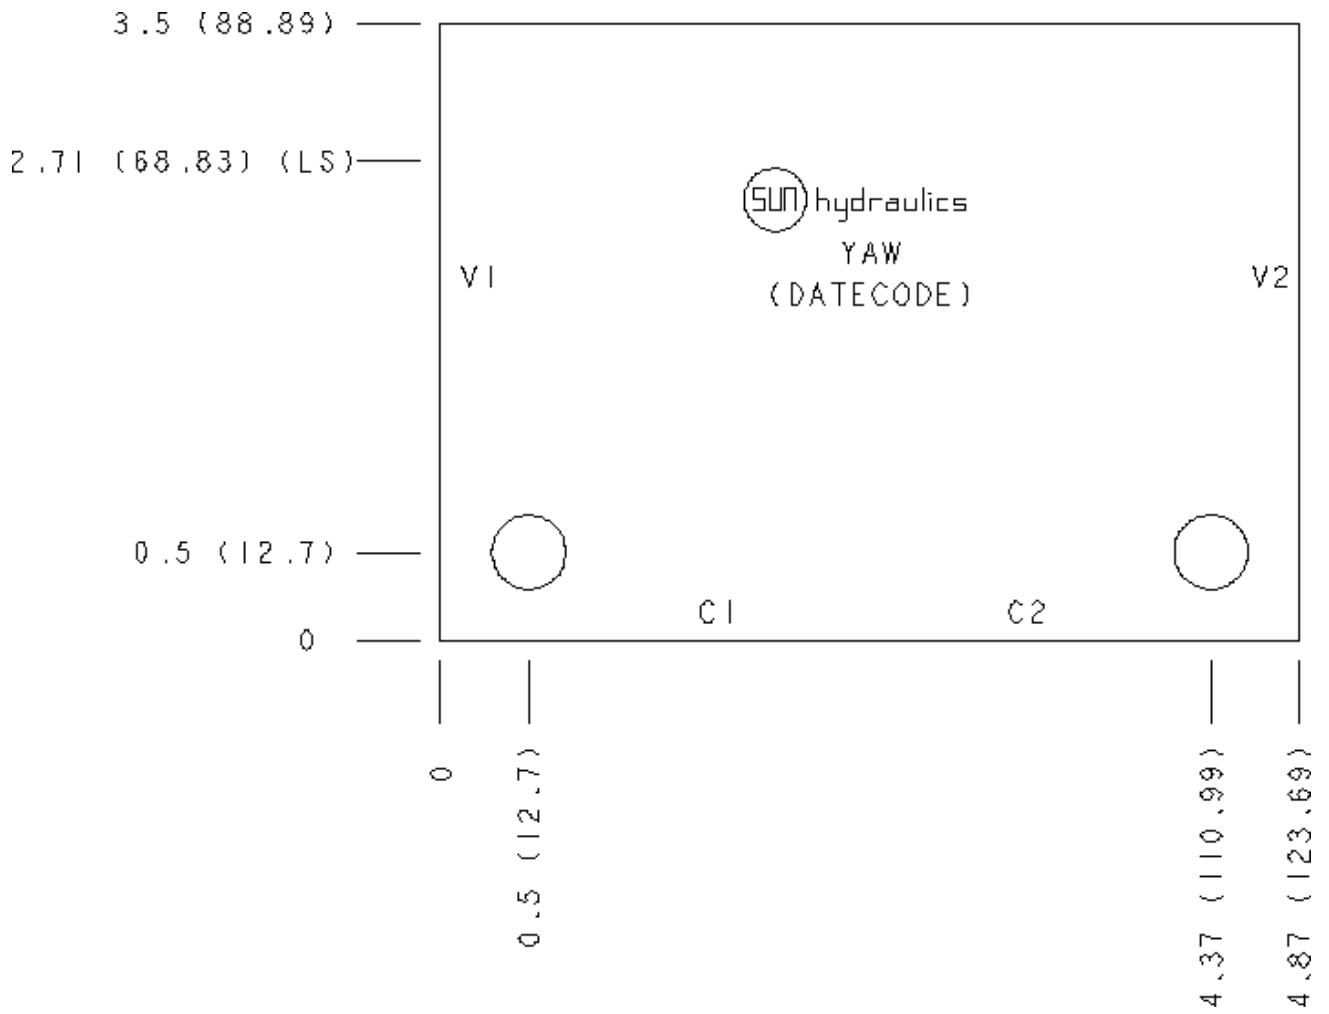 3.5 (88.89)
2.71 (68.83) (LS)
SUN hydraulics
YAW
(DATECODE)
V1
V2
0.5 (12.7)
C1
C2
0
0
0.5 (12.7)
4.37 (110.99)
4.87 (123.69)